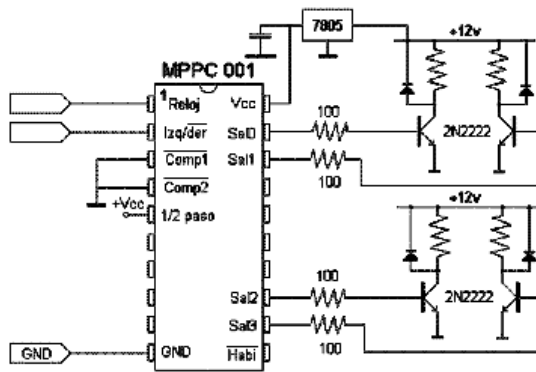 7805
+12v
MPPC 001
1 Reloj
Vcc
100
Izq/der
Sal0
2N2222
Comp1
Sal1
100
Comp2
+Vcc
1/2 paso
+12v
100
Sal2
2N2222
Sal3
GND
GND
Habi
100